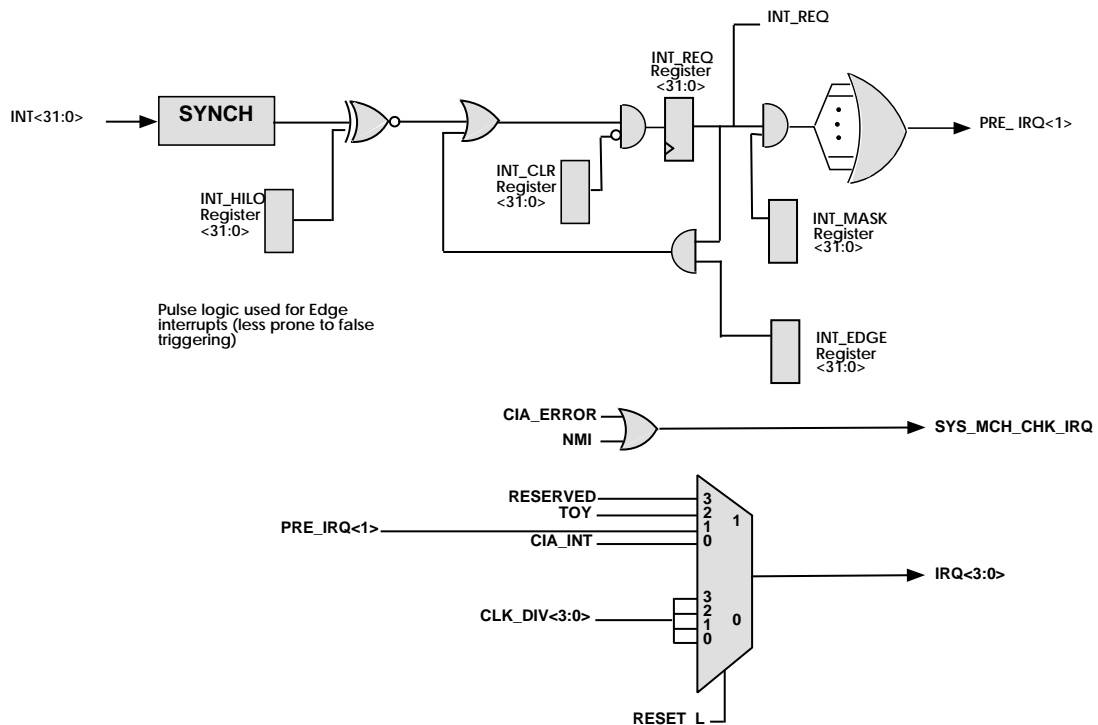 INT_REQ
INT_REQ
Register
<31:0>
INT<31:0>
SYNCH
PRE_ IRQ<1>
INT_HILO
Register
<31:0>
INT_CLR
Register
<31:0>
INT_MASK
Register
<31:0>
Pulse logic used for Edge
interrupts (less prone to false
triggering)
INT_EDGE
Register
<31:0>
CIA_ERROR
NMI
SYS_MCH_CHK_IRQ
RESERVED
TOY
PRE_IRQ<1>
CIA_INT
3
2
1
0
1
IRQ<3:0>
CLK_DIV<3:0>
3
2
1
0
0
RESET_L